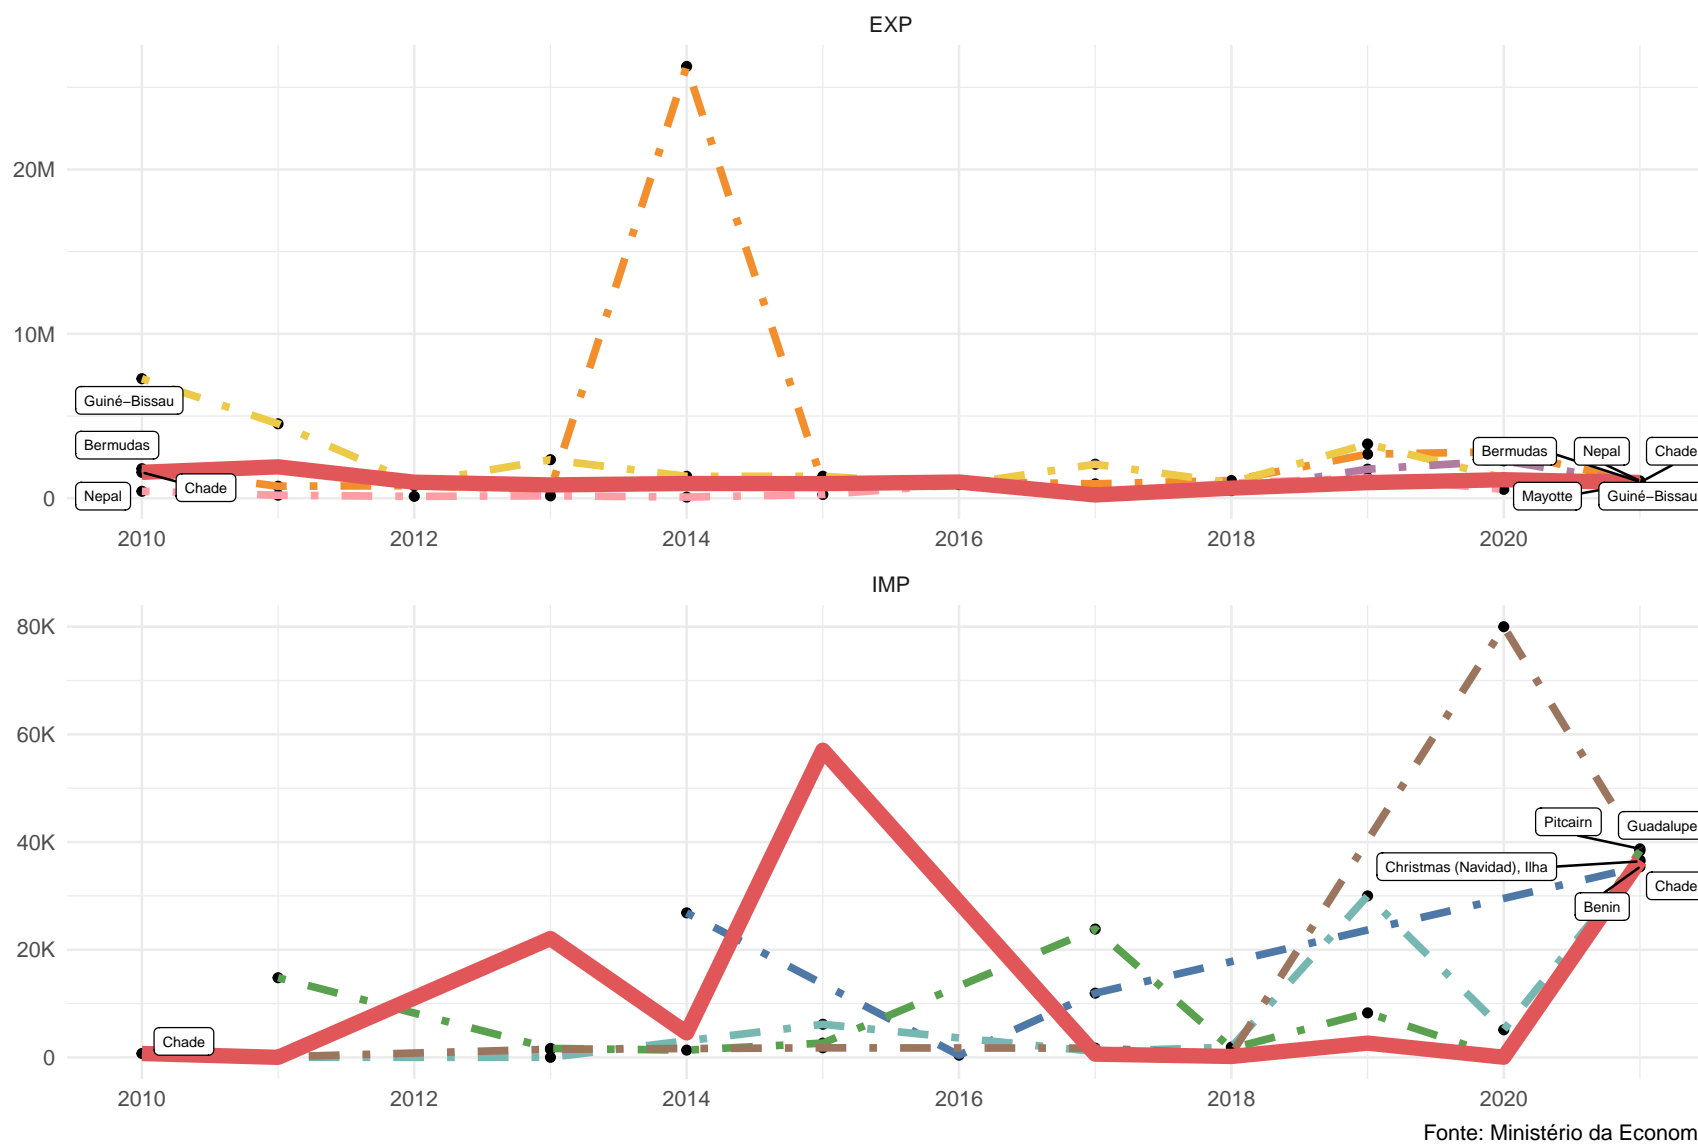 EXP
20M
10M
0
Guiné−Bissau
Bermudas
Nepal
Chade
Bermudas
Nepal
Chade
Mayotte
Guiné−Bissau
2010 2012 2014 2016 2018 2020
IMP
80K
60K
40K
20K
0
Pitcairn
Guadalupe
Christmas (Navidad), Ilha
Chade
Benin
Chade
2010 2012 2014 2016 2018 2020
Fonte: Ministério da Econom